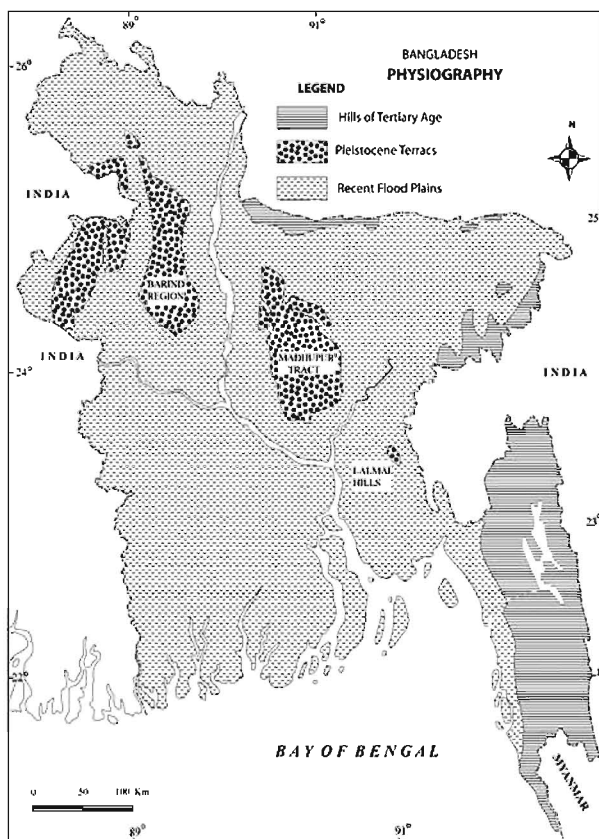 89°
91°
26°
BANGLADESH
PHYSIOGRAPHY
LEGEND
Hills of Tertiary Age
Pleistocene Terracs
Recent Flood Plains
N
INDIA
25
BARIND
REGION
INDIA
MADHUPUR
TRACT
24°
INDIA
LALMAI
HILLS
23°
22°
BAY OF BENGAL
MYANMAR
0 50 100 Km
89°
91°